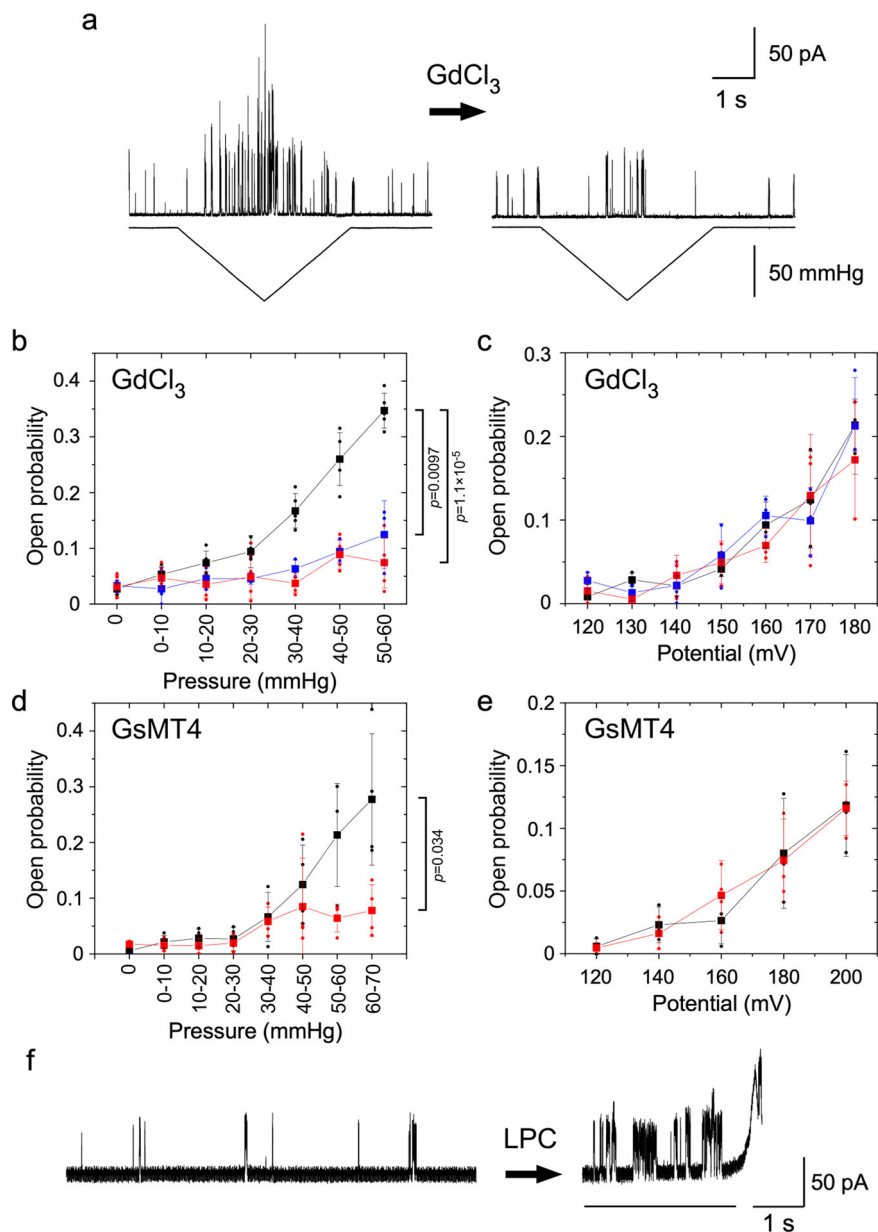 a
GdCl₃
50 pA
1 s
50 mmHg
b
GdCl₃
Open probability
0.4
0.3
0.2
0.1
0
0
0-10
10-20
20-30
30-40
40-50
50-60
Pressure (mmHg)
p=0.0097
p=1.1×10⁻⁵
c
GdCl₃
Open probability
0.3
0.2
0.1
0
120 130 140 150 160 170 180
Potential (mV)
d
GsMT4
Open probability
0.4
0.3
0.2
0.1
0
0
0-10
10-20
20-30
30-40
40-50
50-60
60-70
Pressure (mmHg)
p=0.034
e
GsMT4
Open probability
0.2
0.15
0.1
0.05
0
120 140 160 180 200
Potential (mV)
f
LPC
50 pA
1 s